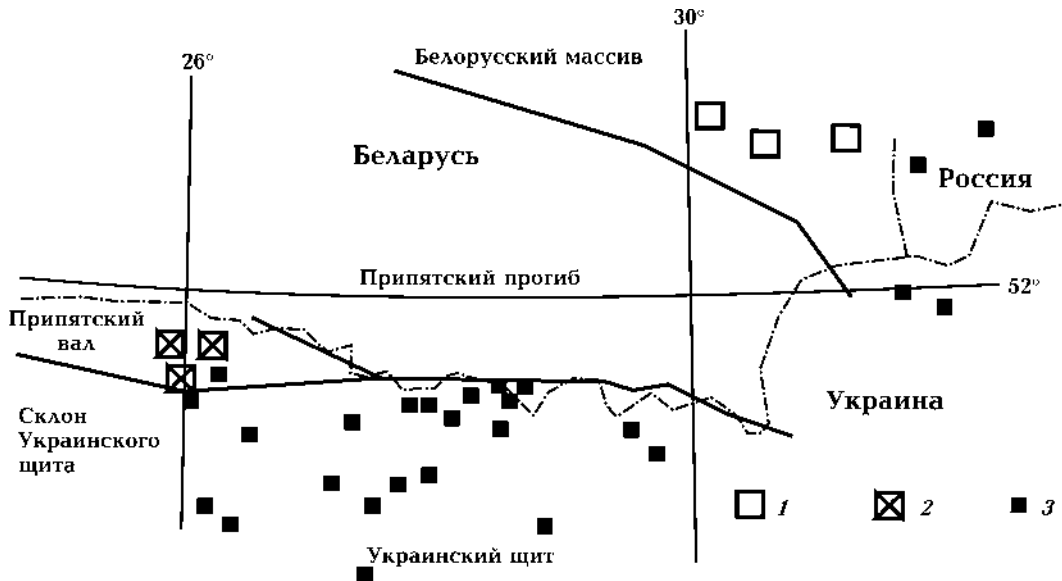 30°
Белорусский массив
26°
Беларусь
Россия
Припятский прогиб
52°
Припятский
вал
Украина
Склон
Украинского
щита
1
2
3
Украинский щит